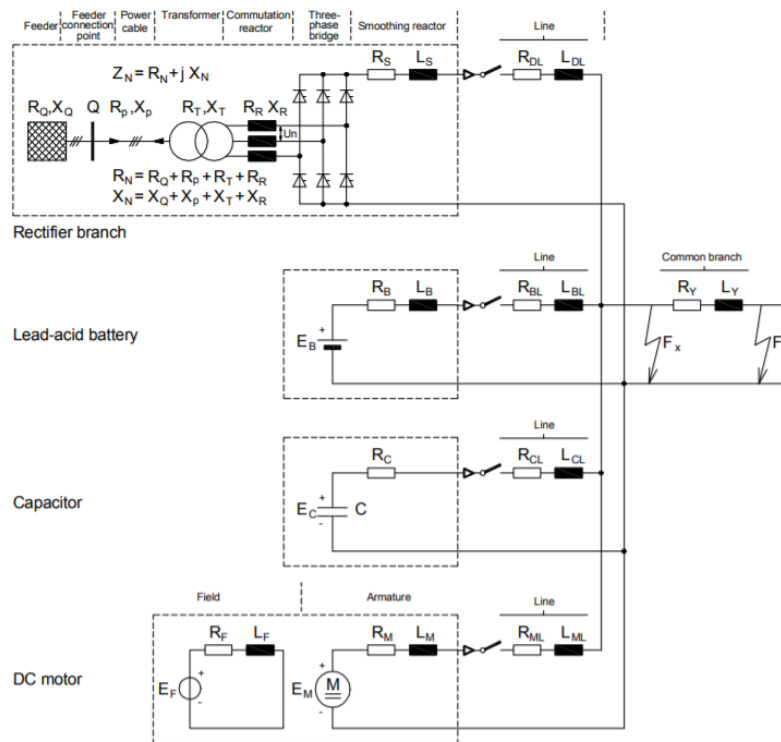 Feeder
Feeder connection point
Power cable
Transformer
Commutation reactor
Three-phase bridge
Smoothing reactor
Line
Z_N = R_N + j X_N
R_S L_S
R_DL L_DL
R_Q,X_Q Q R_p,X_p R_T,X_T R_R X_R
Un
R_N = R_Q + R_p + R_T + R_R
X_N = X_Q + X_p + X_T + X_R
Rectifier branch
Line
Common branch
R_B L_B
R_BL L_BL
R_Y L_Y
Lead-acid battery
+
E_B
F_x
F
Line
R_C
R_CL L_CL
Capacitor
+
E_C C
-
Field
Armature
Line
R_F L_F
R_M L_M
R_ML L_ML
DC motor
+
E_F
-
+
E_M M
-